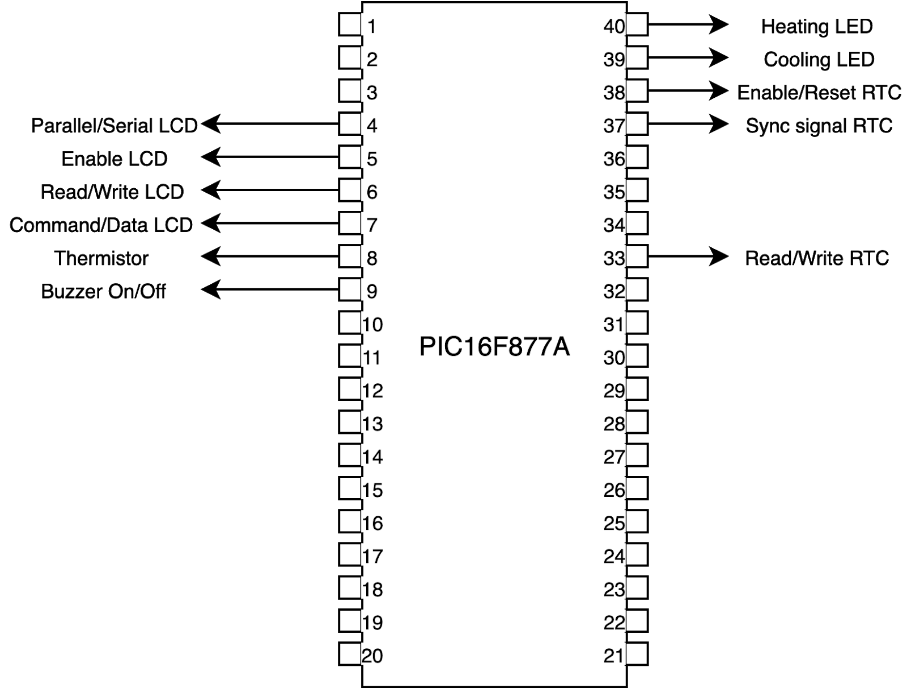 1 40 Heating LED
2 39 Cooling LED
3 38 Enable/Reset RTC
Parallel/Serial LCD 4 37 Sync signal RTC
Enable LCD 5 36
Read/Write LCD 6 35
Command/Data LCD 7 34
Thermistor 8 33 Read/Write RTC
Buzzer On/Off 9 32
10 31
PIC16F877A
11 30
12 29
13 28
14 27
15 26
16 25
17 24
18 23
19 22
20 21